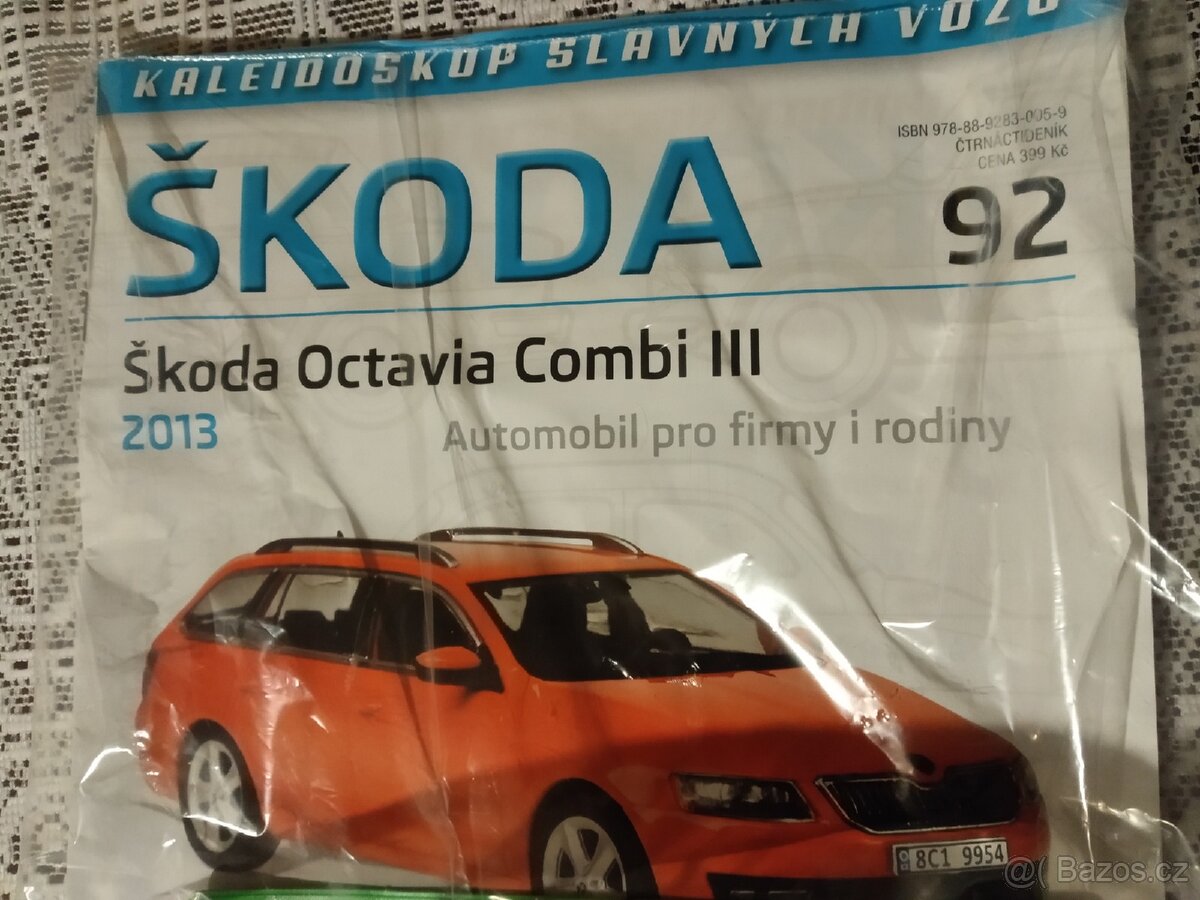 KALEIDOSKOP SLAVNÝCH VOZŮ
ISBN 978-88-9283-005-9
ČTRNÁCTIDENÍK
CENA 399 Kč
ŠKODA
92
Škoda Octavia Combi III
2013
Automobil pro firmy i rodiny
8C1 9954
@( Bazos.cz